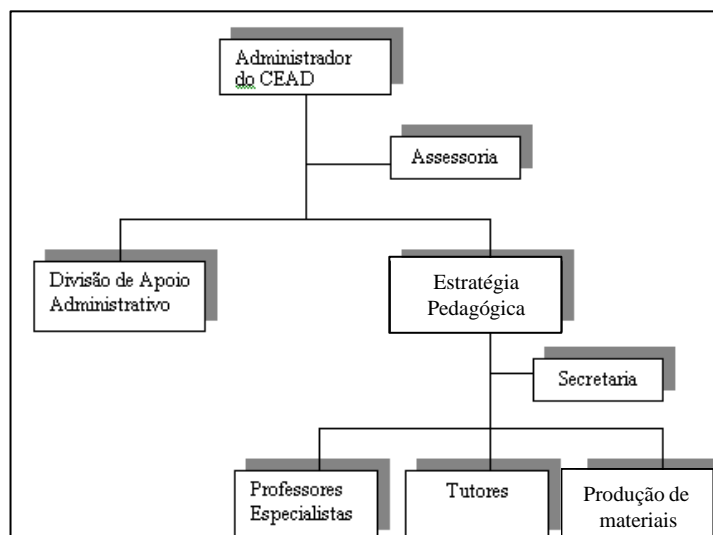 Administrador
do CEAD
Assessoria
Divisão de Apoio
Administrativo
Estratégia
Pedagógica
Secretaria
Professores
Especialistas
Tutores
Produção de
materiais